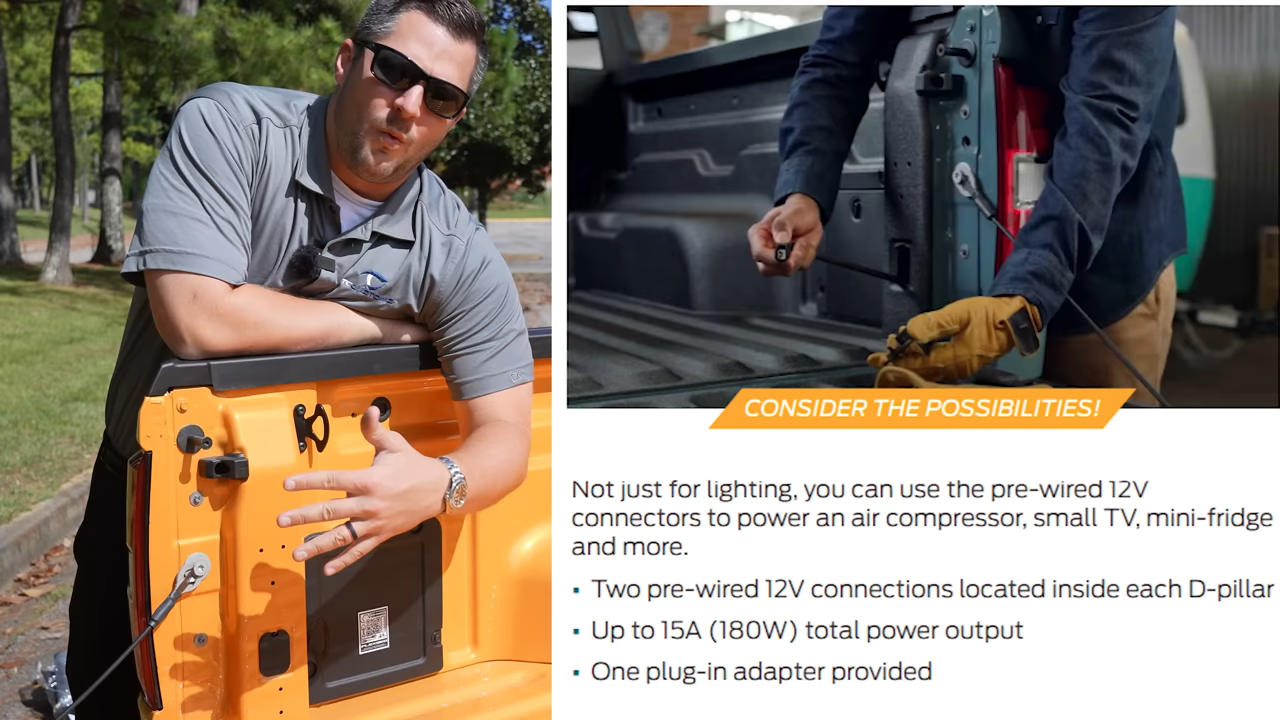 CONSIDER THE POSSIBILITIES!
Not just for lighting, you can use the pre-wired 12V
connectors to power an air compressor, small TV, mini-fridge
and more.
▪ Two pre-wired 12V connections located inside each D-pillar
▪ Up to 15A (180W) total power output
▪ One plug-in adapter provided